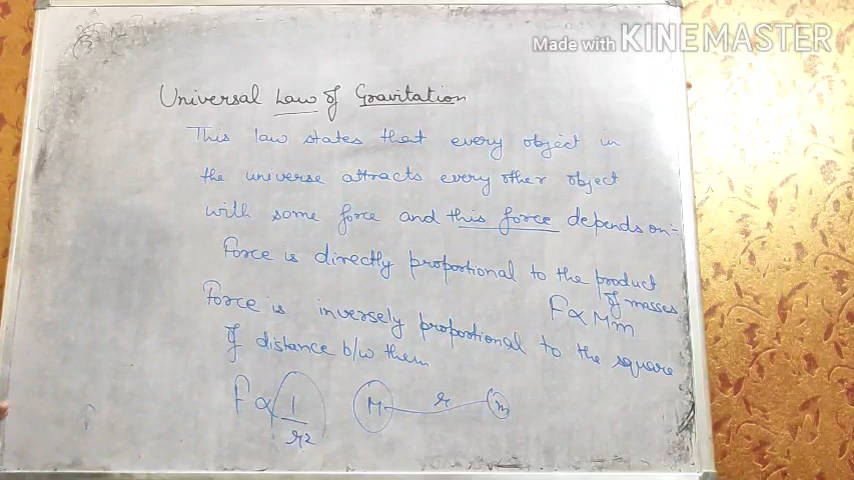 Made with KINEMASTER
Universal Law of Gravitation
This law states that every object in
the universe attracts every other object
with some force and this force depends on:-
Force is directly proportional to the product
of masses
F ∝ Mm
Force is inversely proportional to the square
of distance b/w them
F ∝ 1/r²
M r m